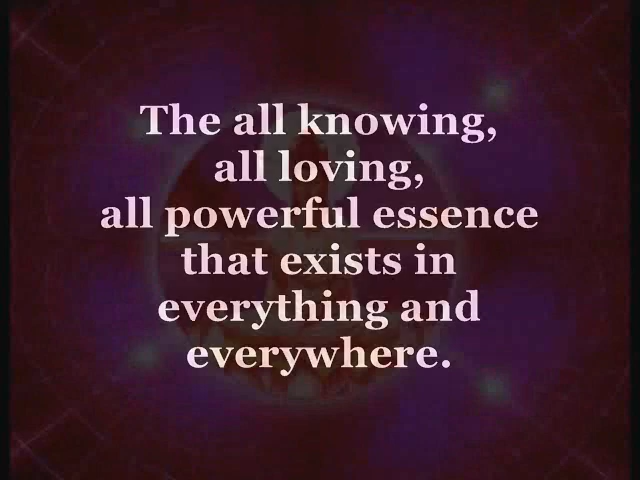 The all knowing,
all loving,
all powerful essence
that exists in
everything and
everywhere.